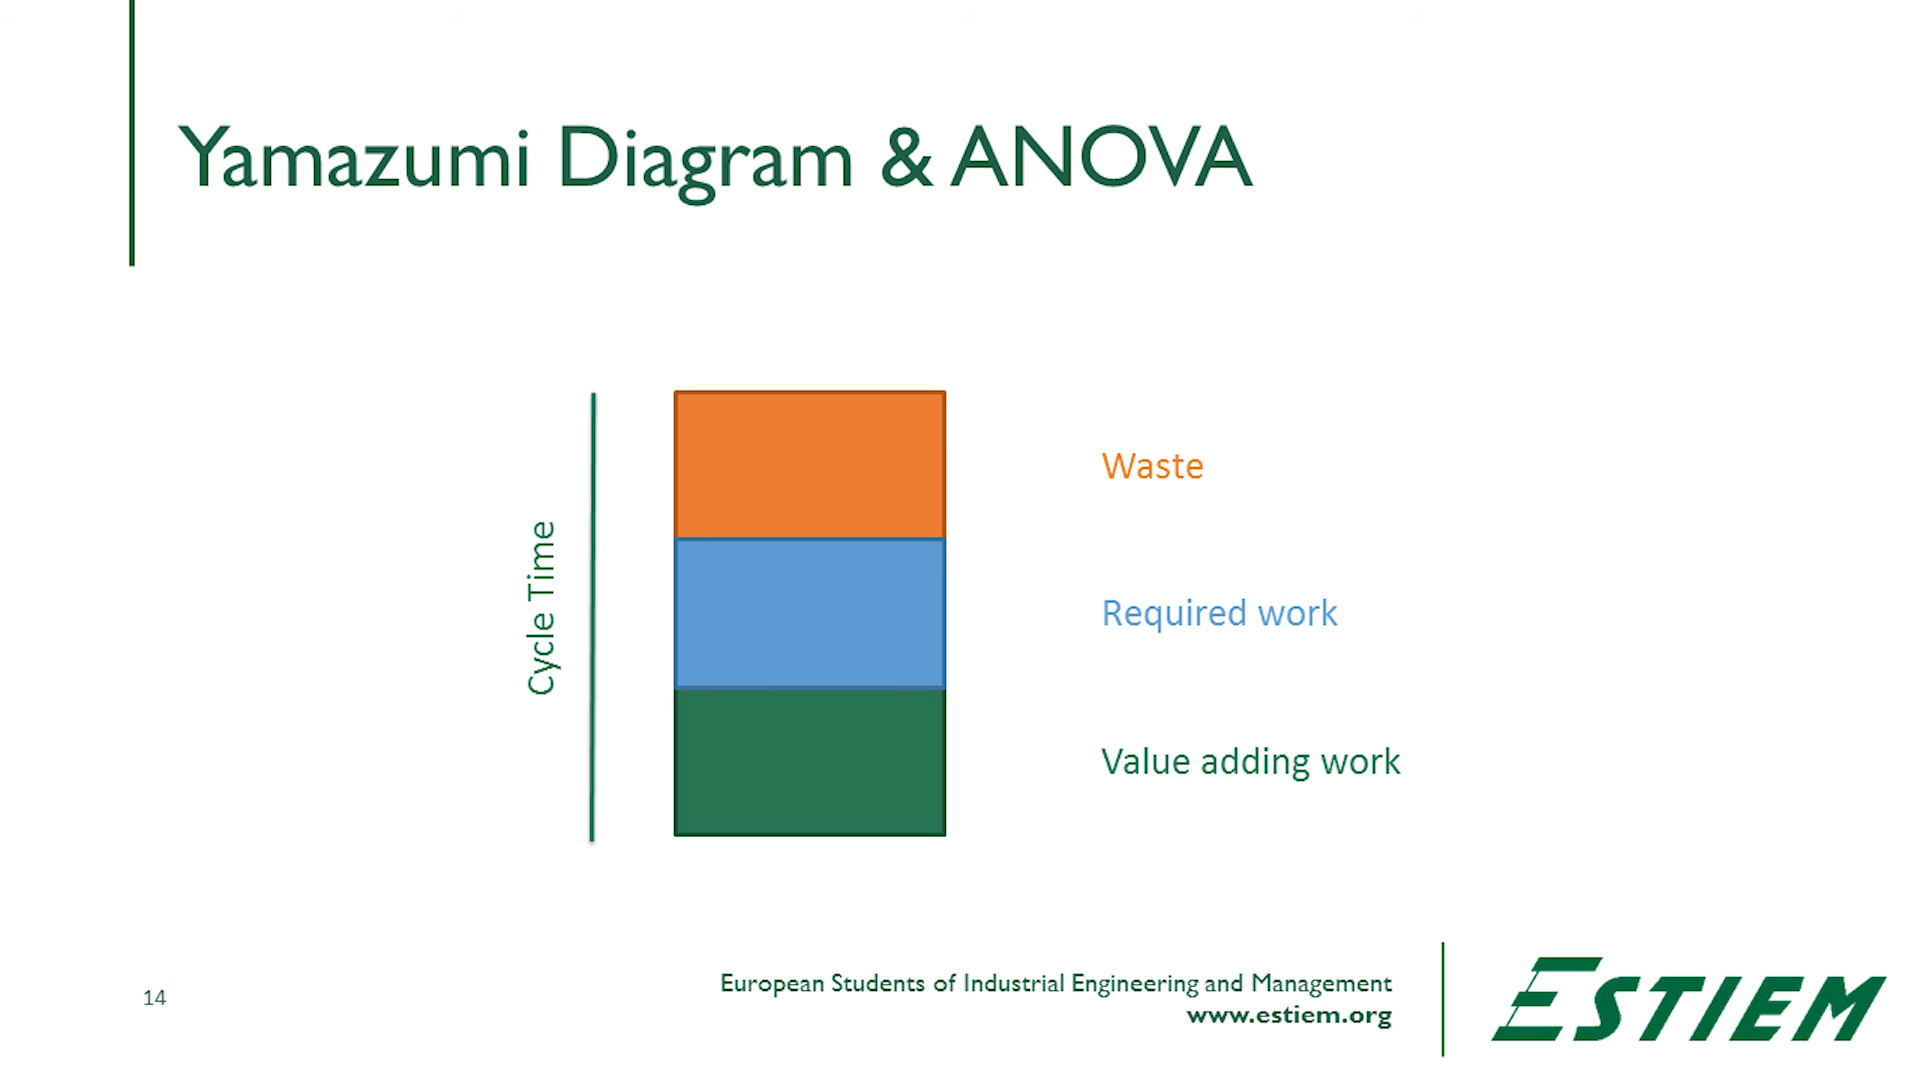 Yamazumi Diagram & ANOVA
Cycle Time
Waste
Required work
Value adding work
14
European Students of Industrial Engineering and Management
www.estiem.org
ESTIEM